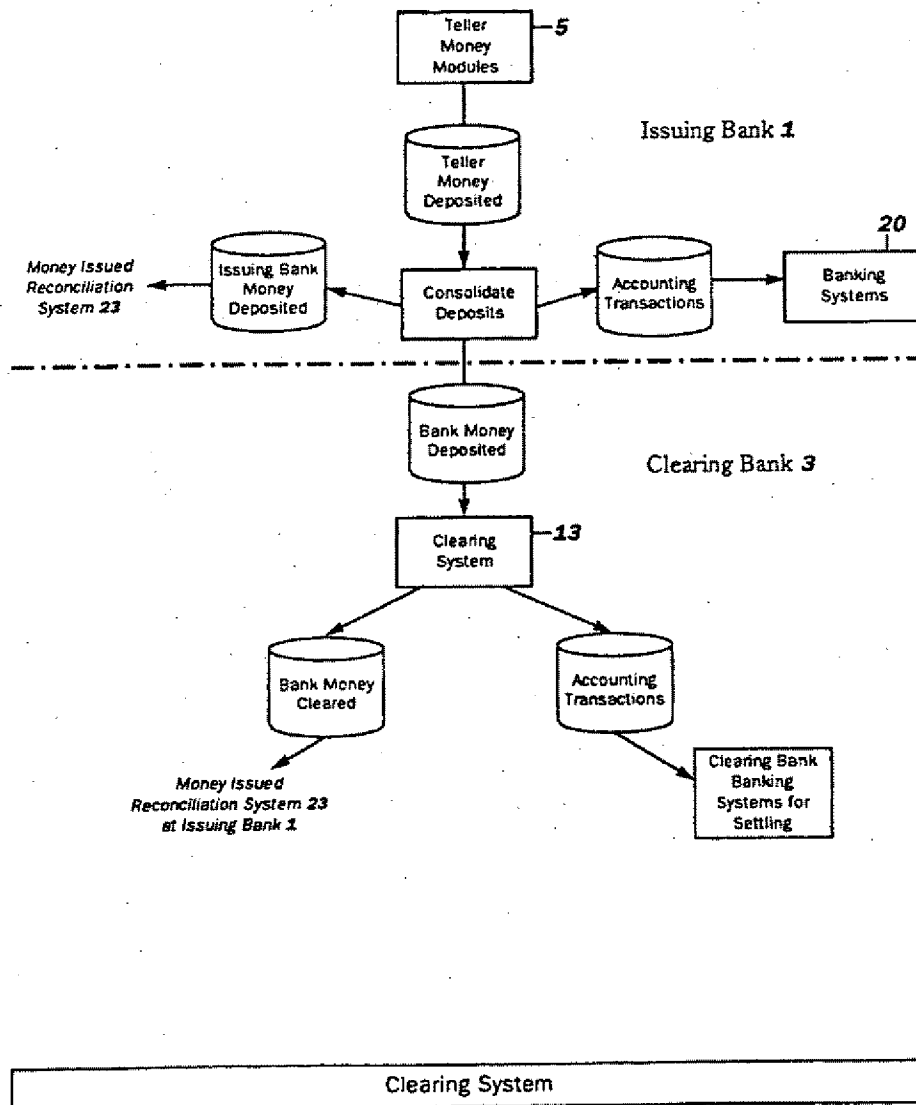 Teller
Money
Modules
5
Issuing Bank 1
Teller
Money
Deposited
20
Money Issued
Reconciliation
System 23
Issuing Bank
Money
Deposited
Consolidate
Deposits
Accounting
Transactions
Banking
Systems
Bank Money
Deposited
Clearing Bank 3
13
Clearing
System
Bank Money
Cleared
Accounting
Transactions
Money Issued
Reconciliation System 23
at Issuing Bank 1
Clearing Bank
Banking
Systems for
Settling
Clearing System